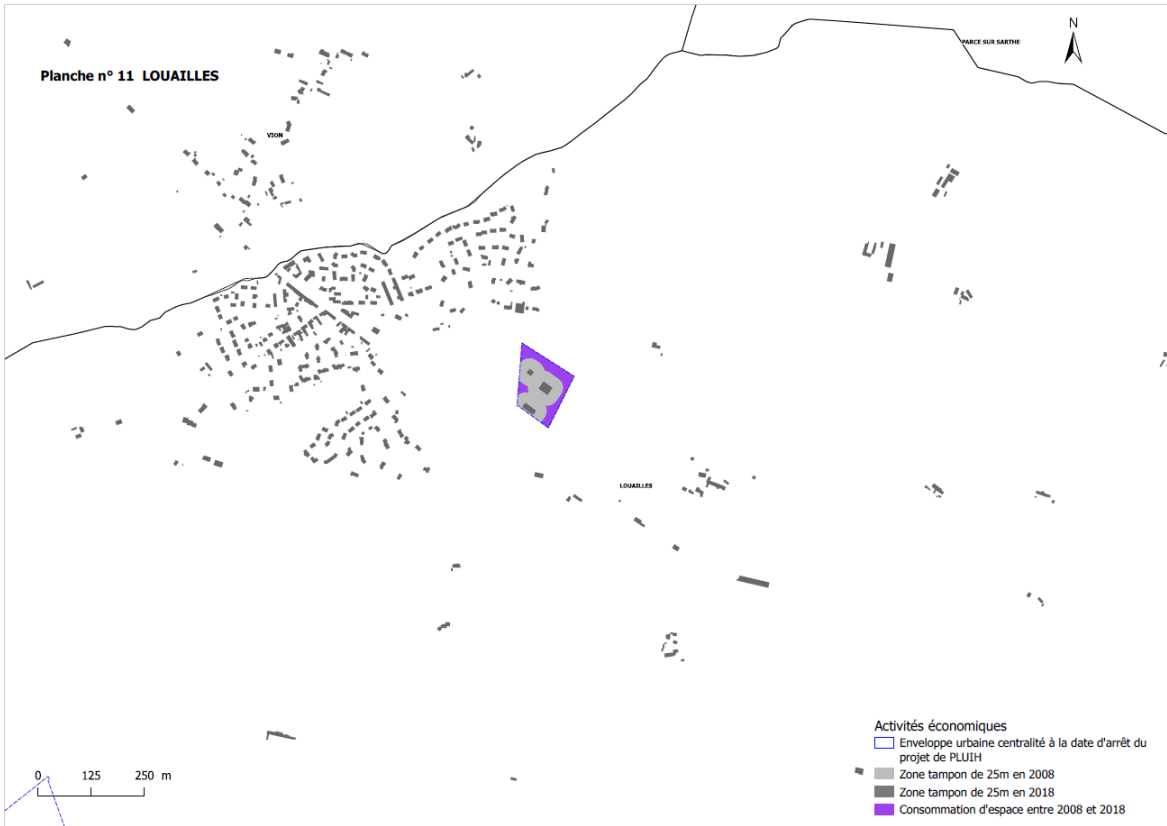 N
PARCE SUR SARTHE
Planche n° 11 LOUAILLES
VION
LOUAILLES
Activités économiques
Enveloppe urbaine centralité à la date d'arrêt du
projet de PLUIH
Zone tampon de 25m en 2008
Zone tampon de 25m en 2018
Consommation d'espace entre 2008 et 2018
0 125 250 m